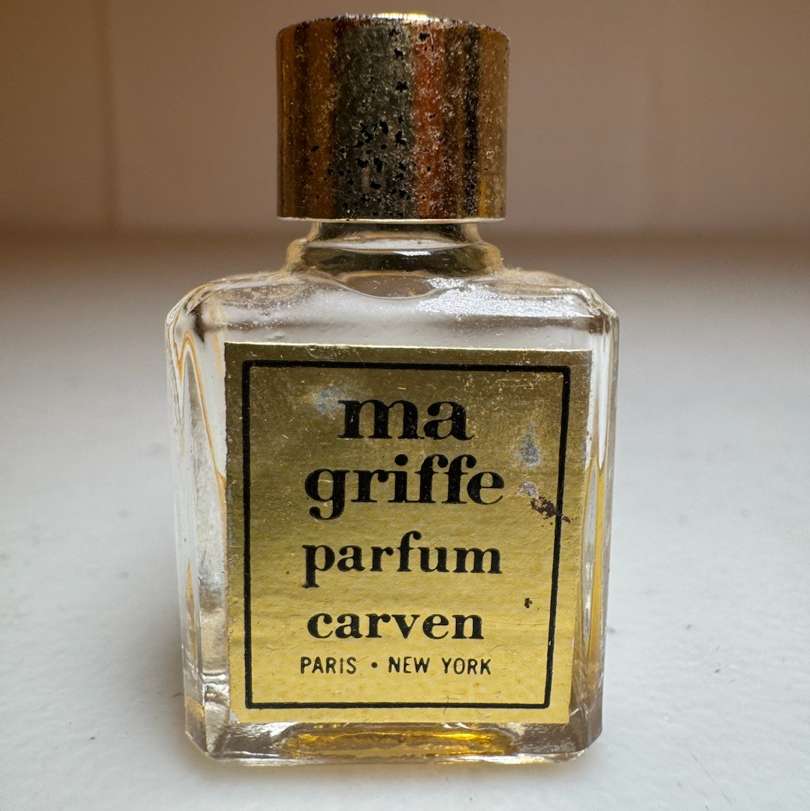 ma
griffe
parfum
carven
PARIS • NEW YORK